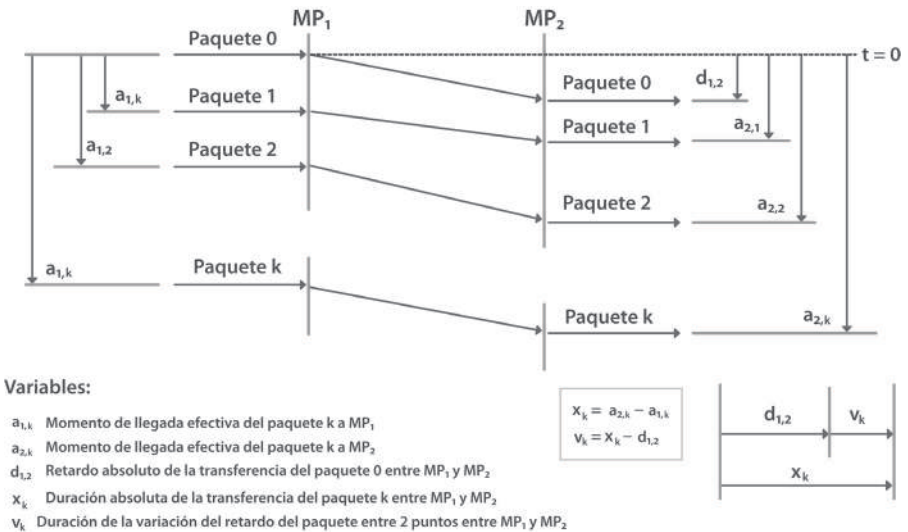 MP₁ MP₂
Paquete 0
t = 0
Paquete 0 d₁,₂
a₁,k Paquete 1
Paquete 1 a₂,₁
a₁,₂ Paquete 2
Paquete 2 a₂,₂
a₁,k Paquete k
Paquete k a₂,k
Variables:
a₁,k Momento de llegada efectiva del paquete k a MP₁
a₂,k Momento de llegada efectiva del paquete k a MP₂
d₁,₂ Retardo absoluto de la transferencia del paquete 0 entre MP₁ y MP₂
xk Duración absoluta de la transferencia del paquete k entre MP₁ y MP₂
vk Duración de la variación del retardo del paquete entre 2 puntos entre MP₁ y MP₂
xk = a₂,k – a₁,k
vk = xk – d₁,₂
d₁,₂ vk
xk